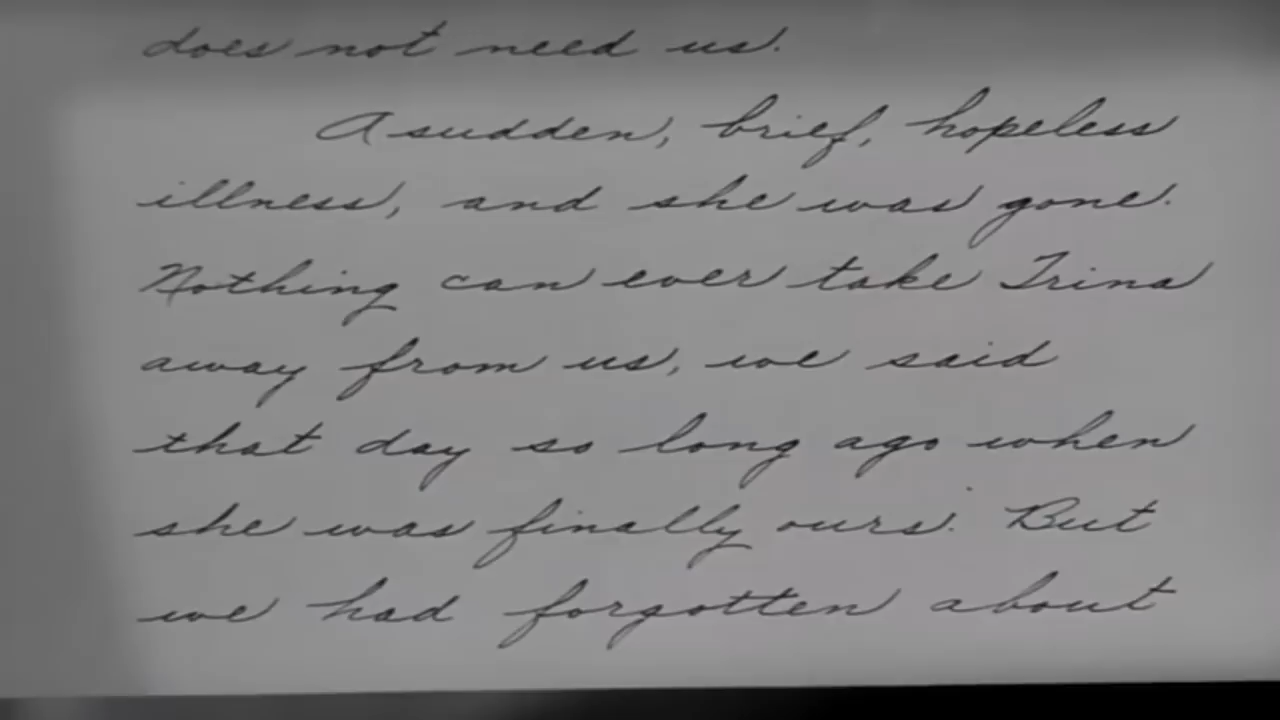 does not need us.
A sudden, brief, hopeless
illness, and she was gone.
Nothing can ever take Trina
away from us, we said
that day so long ago when
she was finally ours. But
we had forgotten about